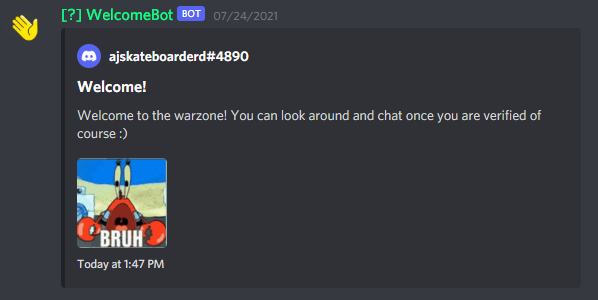 [?] WelcomeBot BOT 07/24/2021
ajskateboarderd#4890
Welcome!
Welcome to the warzone! You can look around and chat once you are verified of
course :)
BRUH
Today at 1:47 PM